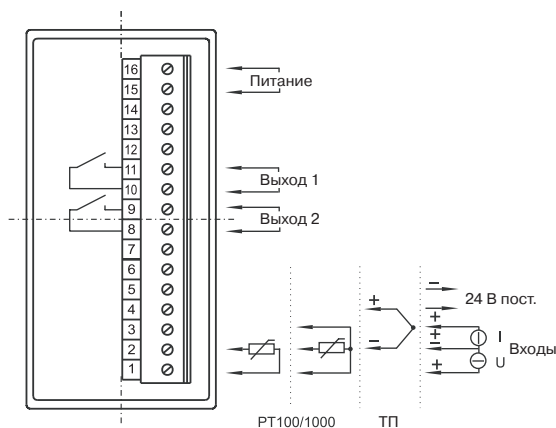 16
Питание
15
14
13
12
11
Выход 1
10
9
Выход 2
8
7
6
5
− 24 В пост.
+
4
+ +
3
+ I
− − Входы
2
U
1
+
PT100/1000 ТП